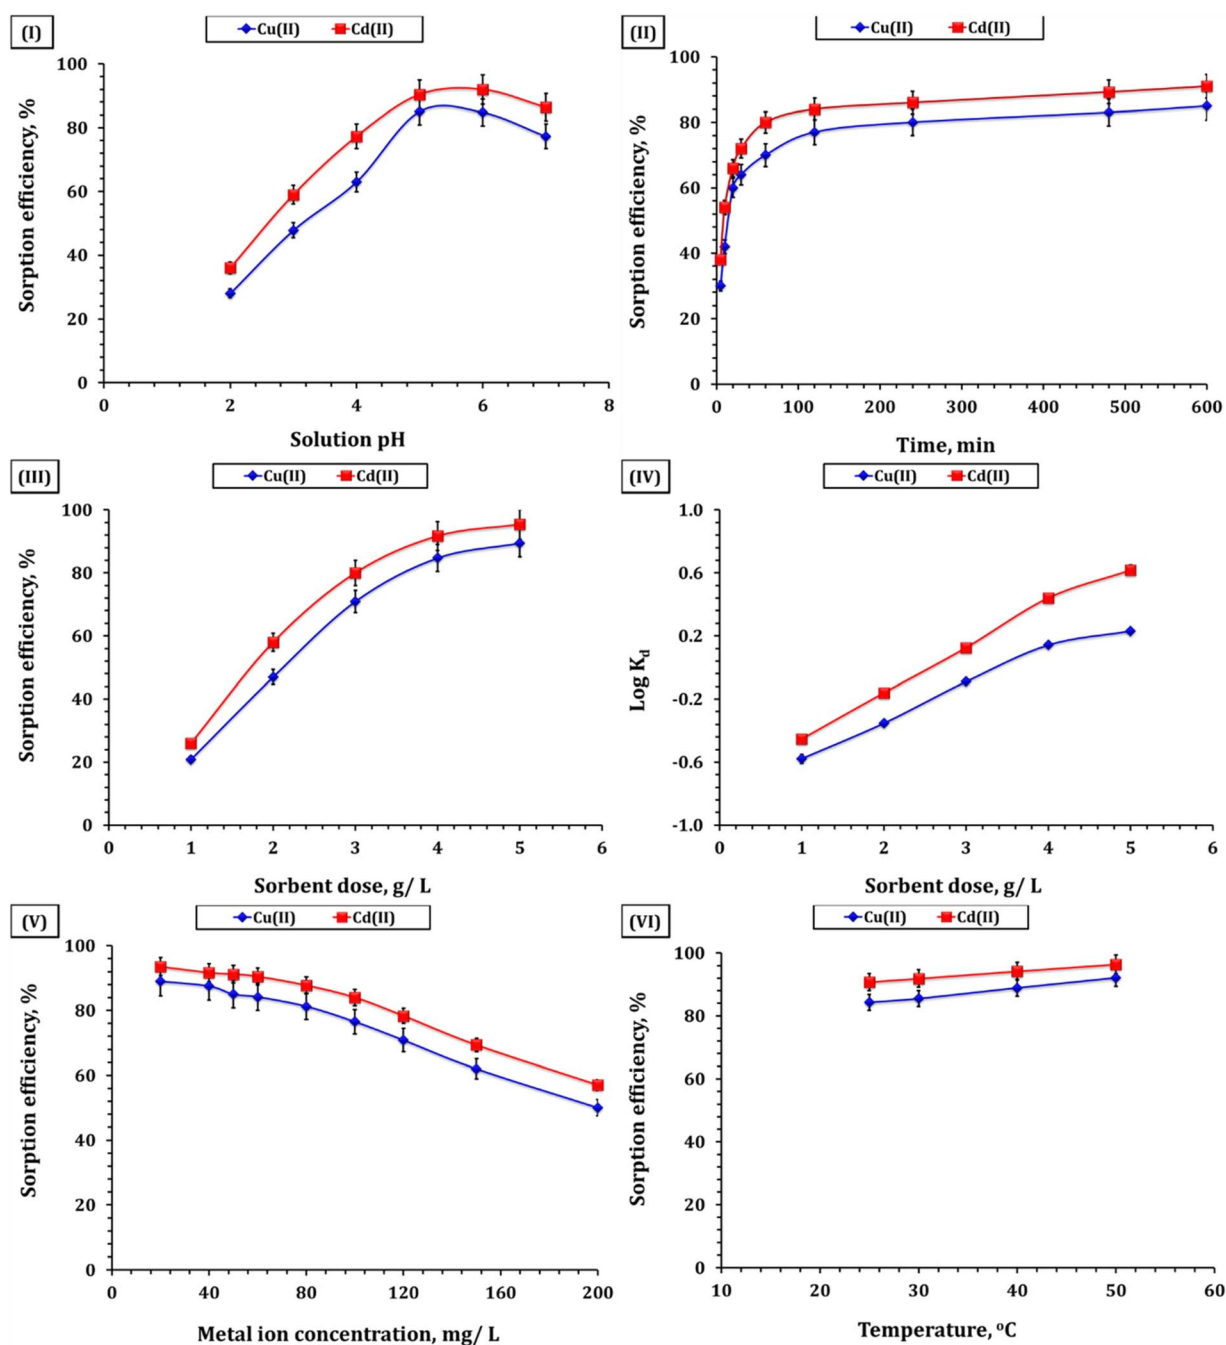 (I)
Cu(II) Cd(II)
100
80
60
40
20
0
Sorption efficiency, %
0 2 4 6 8
Solution pH
(II)
Cu(II) Cd(II)
100
80
60
40
20
0
Sorption efficiency, %
0 100 200 300 400 500 600
Time, min
(III)
Cu(II) Cd(II)
100
80
60
40
20
0
Sorption efficiency, %
0 1 2 3 4 5 6
Sorbent dose, g/ L
(IV)
Cu(II) Cd(II)
1.0
0.6
0.2
-0.2
-0.6
-1.0
Log Kd
0 1 2 3 4 5 6
Sorbent dose, g/ L
(V)
Cu(II) Cd(II)
100
80
60
40
20
0
Sorption efficiency, %
0 40 80 120 160 200
Metal ion concentration, mg/ L
(VI)
Cu(II) Cd(II)
100
80
60
40
20
0
Sorption efficiency, %
10 20 30 40 50 60
Temperature, °C